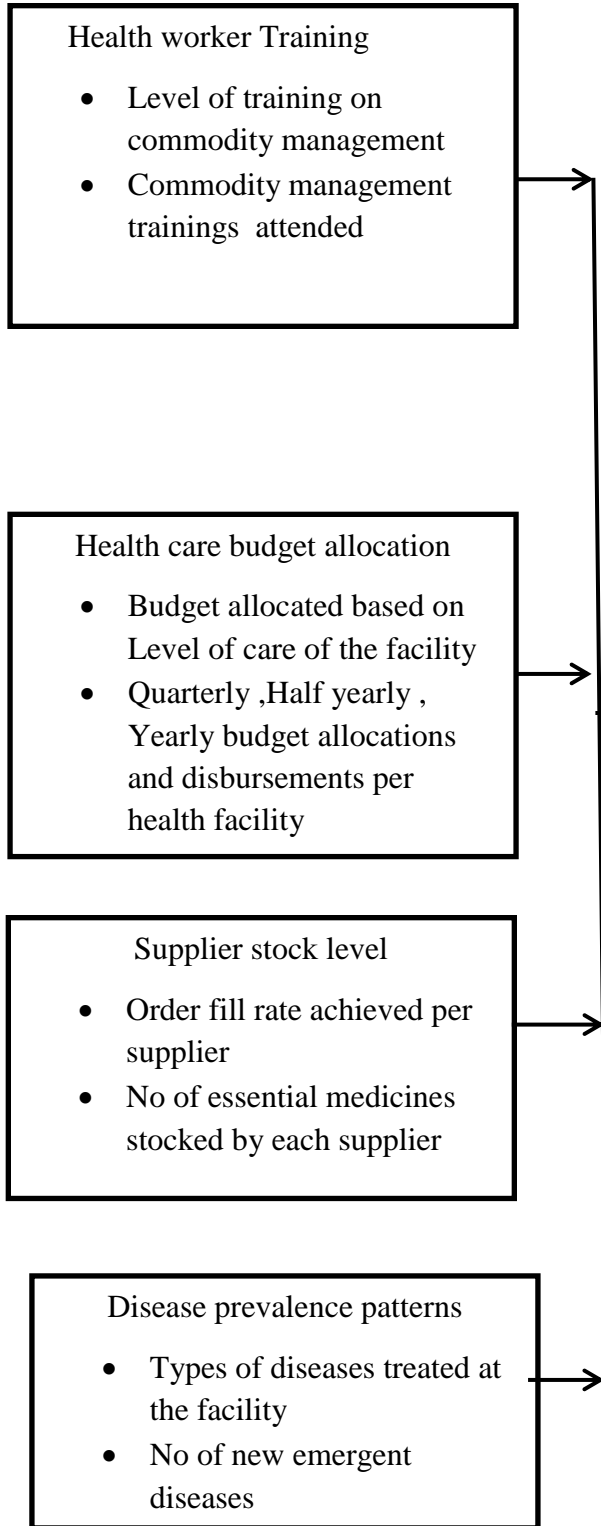 Health worker Training
• Level of training on
commodity management
• Commodity management
trainings attended
Health care budget allocation
• Budget allocated based on
Level of care of the facility
• Quarterly ,Half yearly ,
Yearly budget allocations
and disbursements per
health facility
Supplier stock level
• Order fill rate achieved per
supplier
• No of essential medicines
stocked by each supplier
Disease prevalence patterns
• Types of diseases treated at
the facility
• No of new emergent
diseases